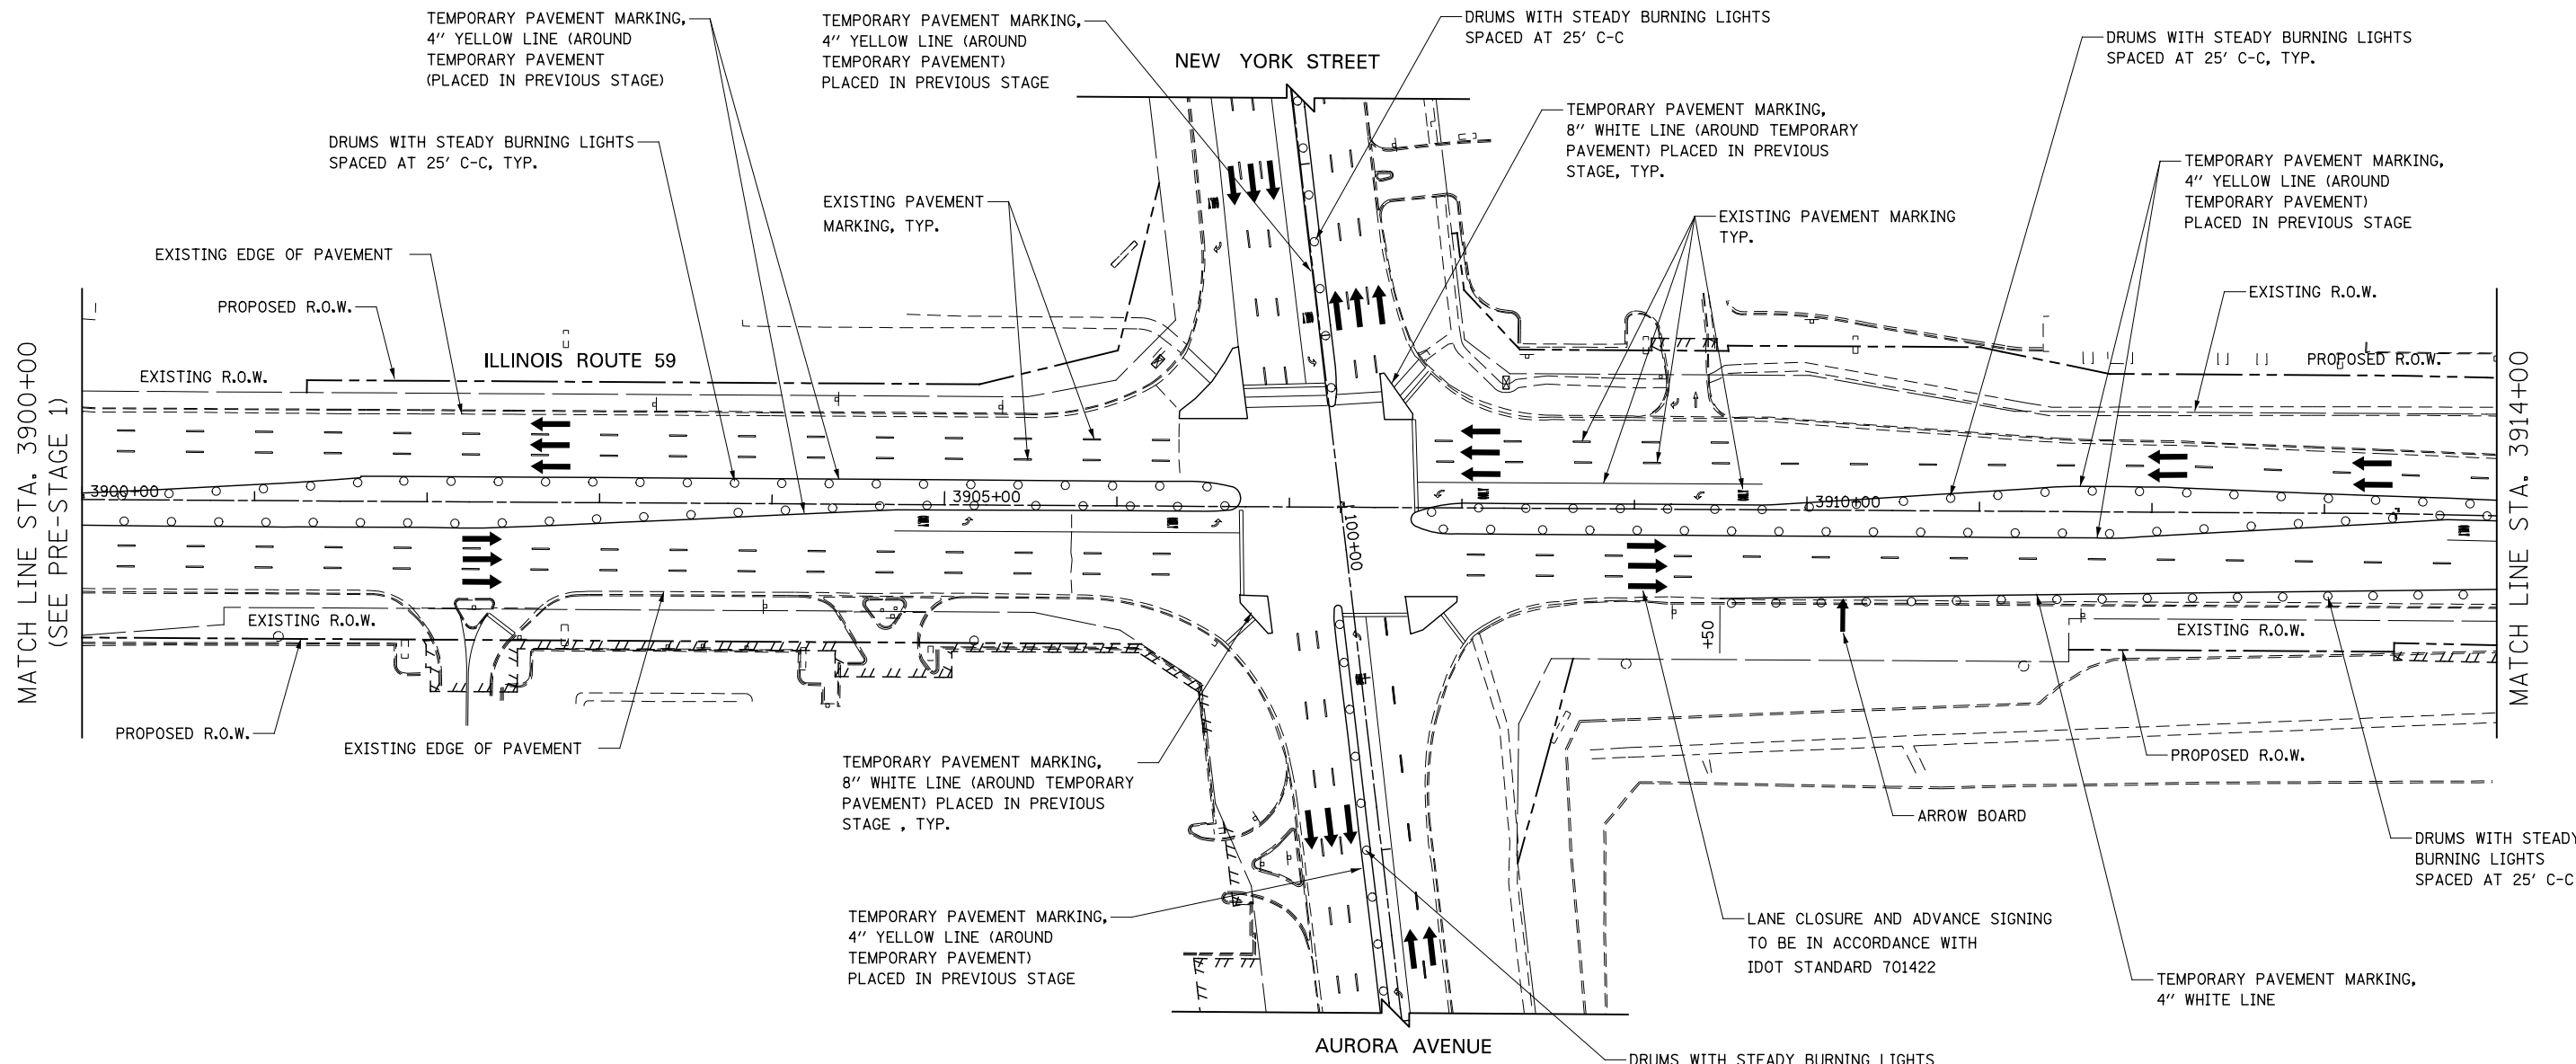 TEMPORARY PAVEMENT MARKING,
4" YELLOW LINE (AROUND
TEMPORARY PAVEMENT
(PLACED IN PREVIOUS STAGE)
TEMPORARY PAVEMENT MARKING,
4" YELLOW LINE (AROUND
TEMPORARY PAVEMENT)
PLACED IN PREVIOUS STAGE
NEW YORK STREET
DRUMS WITH STEADY BURNING LIGHTS
SPACED AT 25' C-C
DRUMS WITH STEADY BURNING LIGHTS
SPACED AT 25' C-C, TYP.
DRUMS WITH STEADY BURNING LIGHTS
SPACED AT 25' C-C, TYP.
TEMPORARY PAVEMENT MARKING,
8" WHITE LINE (AROUND TEMPORARY
PAVEMENT) PLACED IN PREVIOUS
STAGE, TYP.
TEMPORARY PAVEMENT MARKING,
4" YELLOW LINE (AROUND
TEMPORARY PAVEMENT)
PLACED IN PREVIOUS STAGE
EXISTING PAVEMENT
MARKING, TYP.
EXISTING PAVEMENT MARKING
TYP.
EXISTING EDGE OF PAVEMENT
PROPOSED R.O.W.
EXISTING R.O.W.
ILLINOIS ROUTE 59
EXISTING R.O.W.
PROPOSED R.O.W.
MATCH LINE STA. 3900+00
(SEE PRE-STAGE 1)
MATCH LINE STA. 3914+00
3900+00
3905+00
3910+00
100+00
+50
EXISTING R.O.W.
EXISTING R.O.W.
PROPOSED R.O.W.
EXISTING EDGE OF PAVEMENT
PROPOSED R.O.W.
TEMPORARY PAVEMENT MARKING,
8" WHITE LINE (AROUND TEMPORARY
PAVEMENT) PLACED IN PREVIOUS
STAGE , TYP.
ARROW BOARD
DRUMS WITH STEADY
BURNING LIGHTS
SPACED AT 25' C-C
TEMPORARY PAVEMENT MARKING,
4" YELLOW LINE (AROUND
TEMPORARY PAVEMENT)
PLACED IN PREVIOUS STAGE
LANE CLOSURE AND ADVANCE SIGNING
TO BE IN ACCORDANCE WITH
IDOT STANDARD 701422
TEMPORARY PAVEMENT MARKING,
4" WHITE LINE
AURORA AVENUE
DRUMS WITH STEADY BURNING LIGHTS